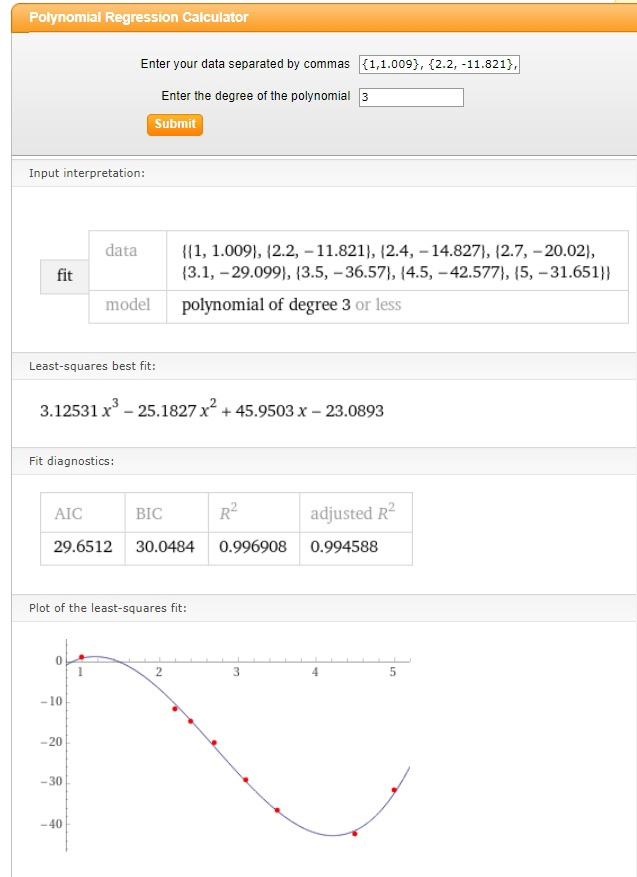 Polynomial Regression Calculator
Enter your data separated by commas {1,1.009}, {2.2, -11.821},
Enter the degree of the polynomial 3
Submit
Input interpretation:
fit
data
{{1, 1.009}, {2.2, −11.821}, {2.4, −14.827}, {2.7, −20.02},
{3.1, −29.099}, {3.5, −36.57}, {4.5, −42.577}, {5, −31.651}}
model polynomial of degree 3 or less
Least-squares best fit:
3.12531 x³ − 25.1827 x² + 45.9503 x − 23.0893
Fit diagnostics:
AIC BIC R² adjusted R²
29.6512 30.0484 0.996908 0.994588
Plot of the least-squares fit:
0
1 2 3 4 5
−10
−20
−30
−40